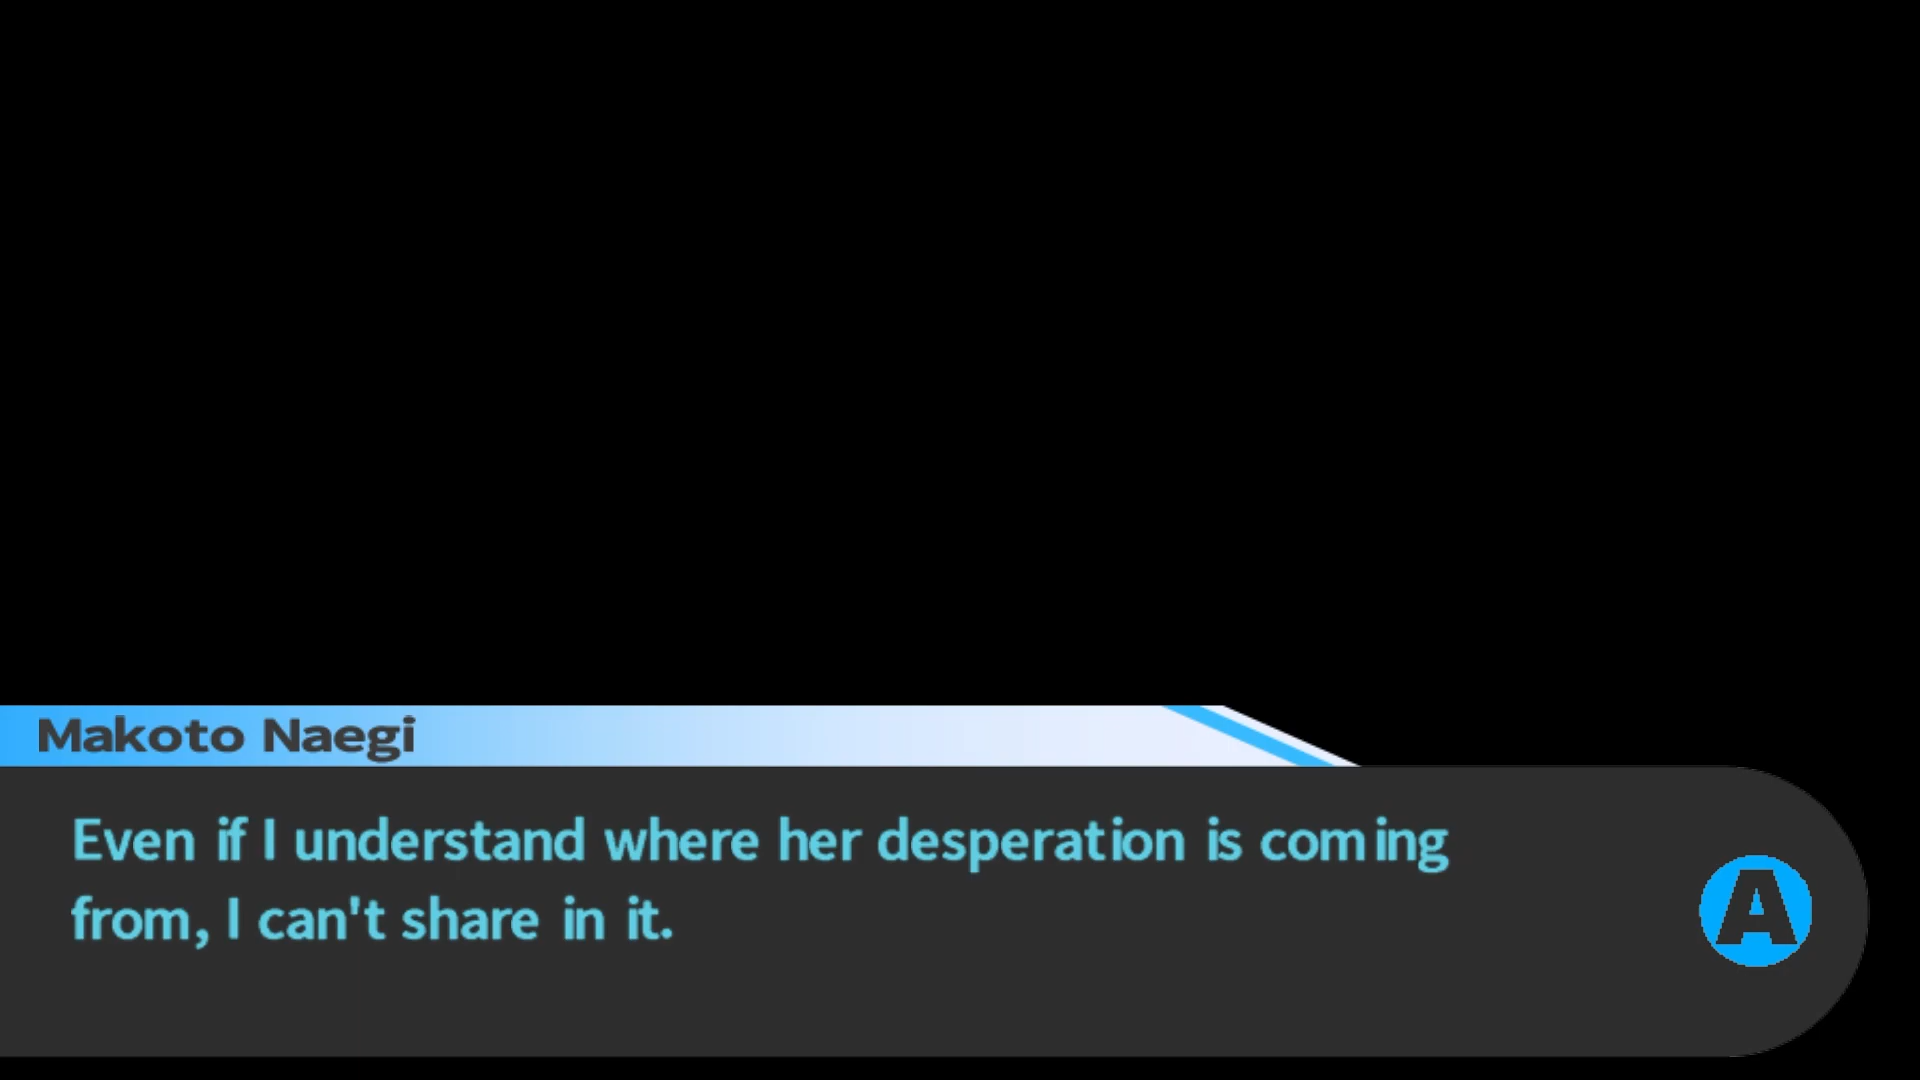 Makoto Naegi
Even if I understand where her desperation is coming
from, I can't share in it.
A